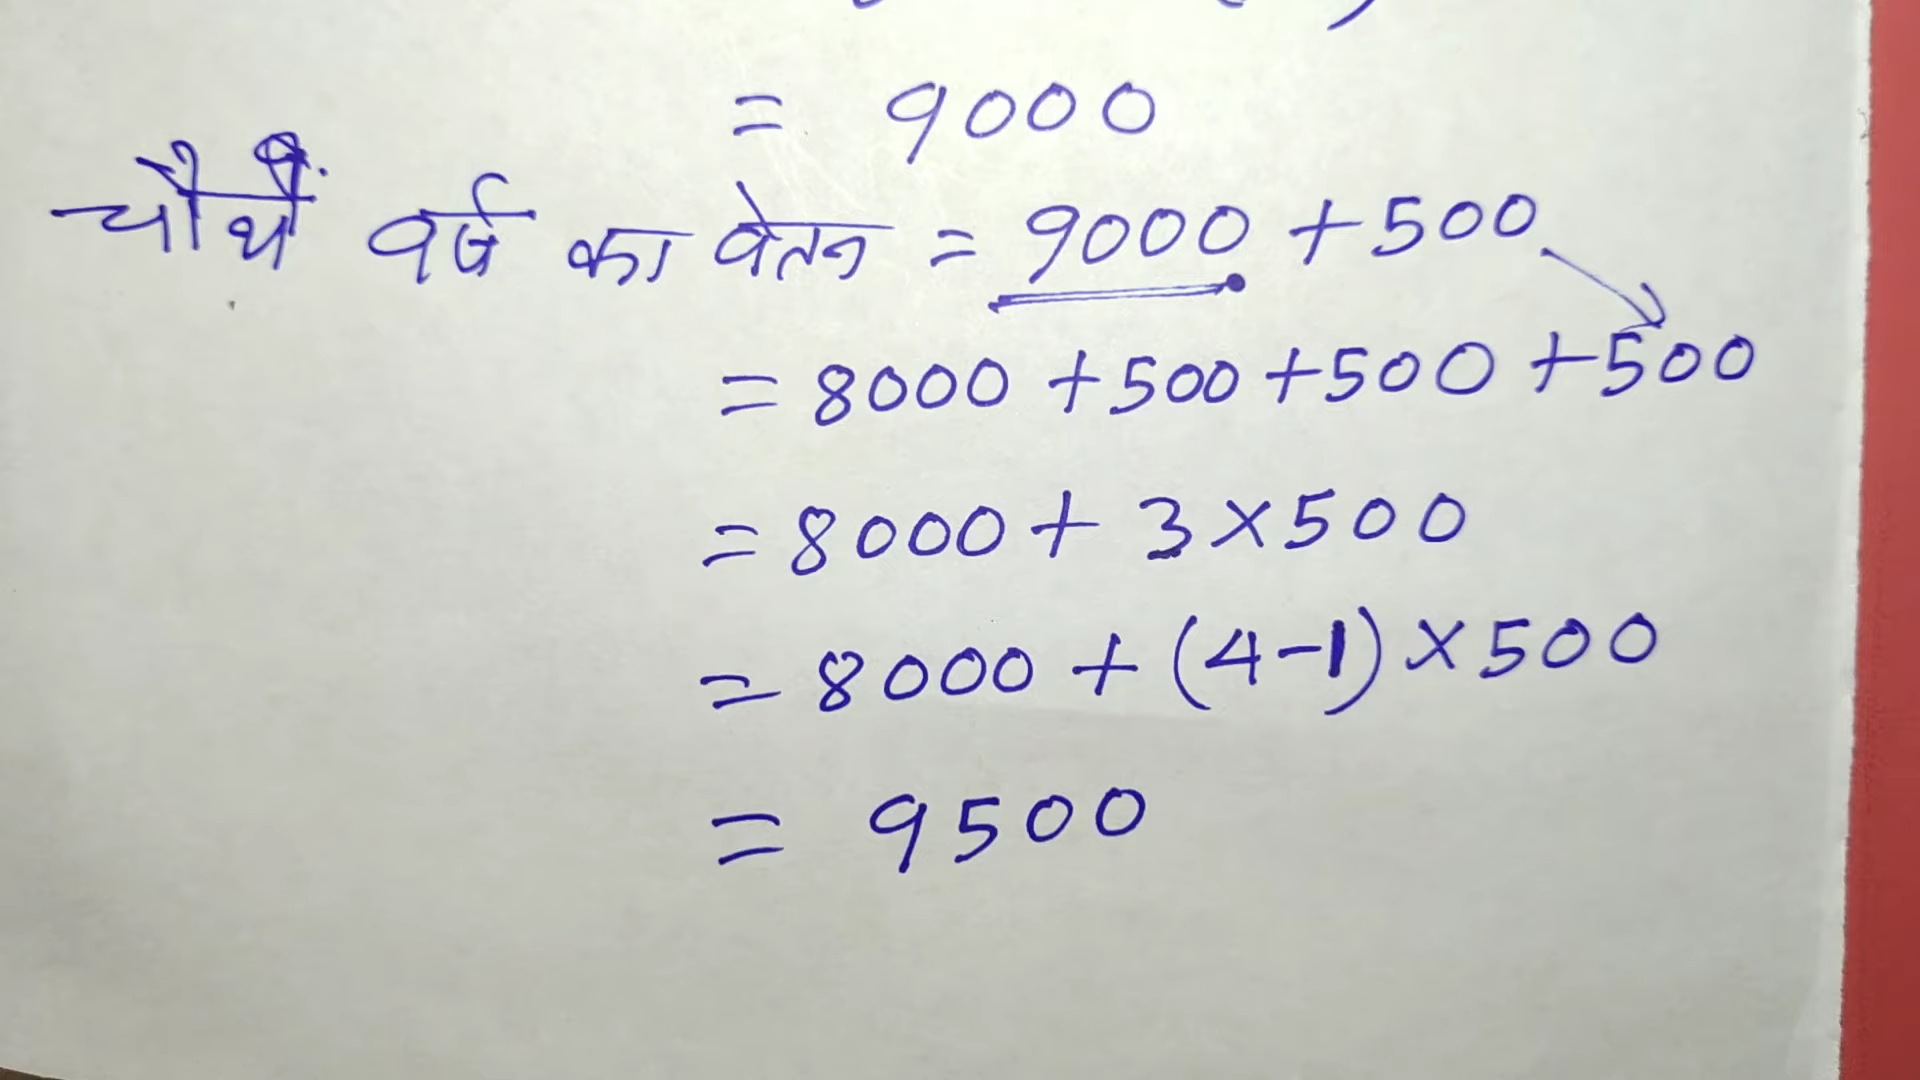 = 9000
चौथें वर्ष का वेतन = 9000 + 500
= 8000 + 500 + 500 + 500
= 8000 + 3 × 500
= 8000 + (4-1) × 500
= 9500